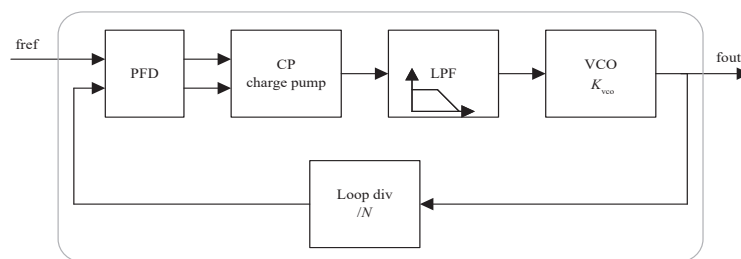 fref
PFD
CP
charge pump
LPF
VCO
Kvco
fout
Loop div
/N